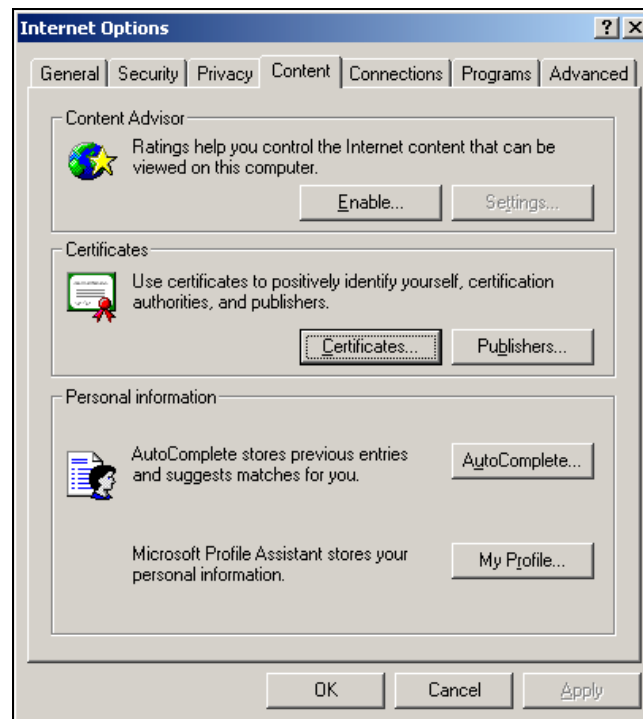 Internet Options
General Security Privacy Content Connections Programs Advanced
Content Advisor
Ratings help you control the Internet content that can be
viewed on this computer.
Enable... Settings...
Certificates
Use certificates to positively identify yourself, certification
authorities, and publishers.
Certificates... Publishers...
Personal information
AutoComplete stores previous entries
and suggests matches for you.
AutoComplete...
Microsoft Profile Assistant stores your
personal information.
My Profile...
OK Cancel Apply